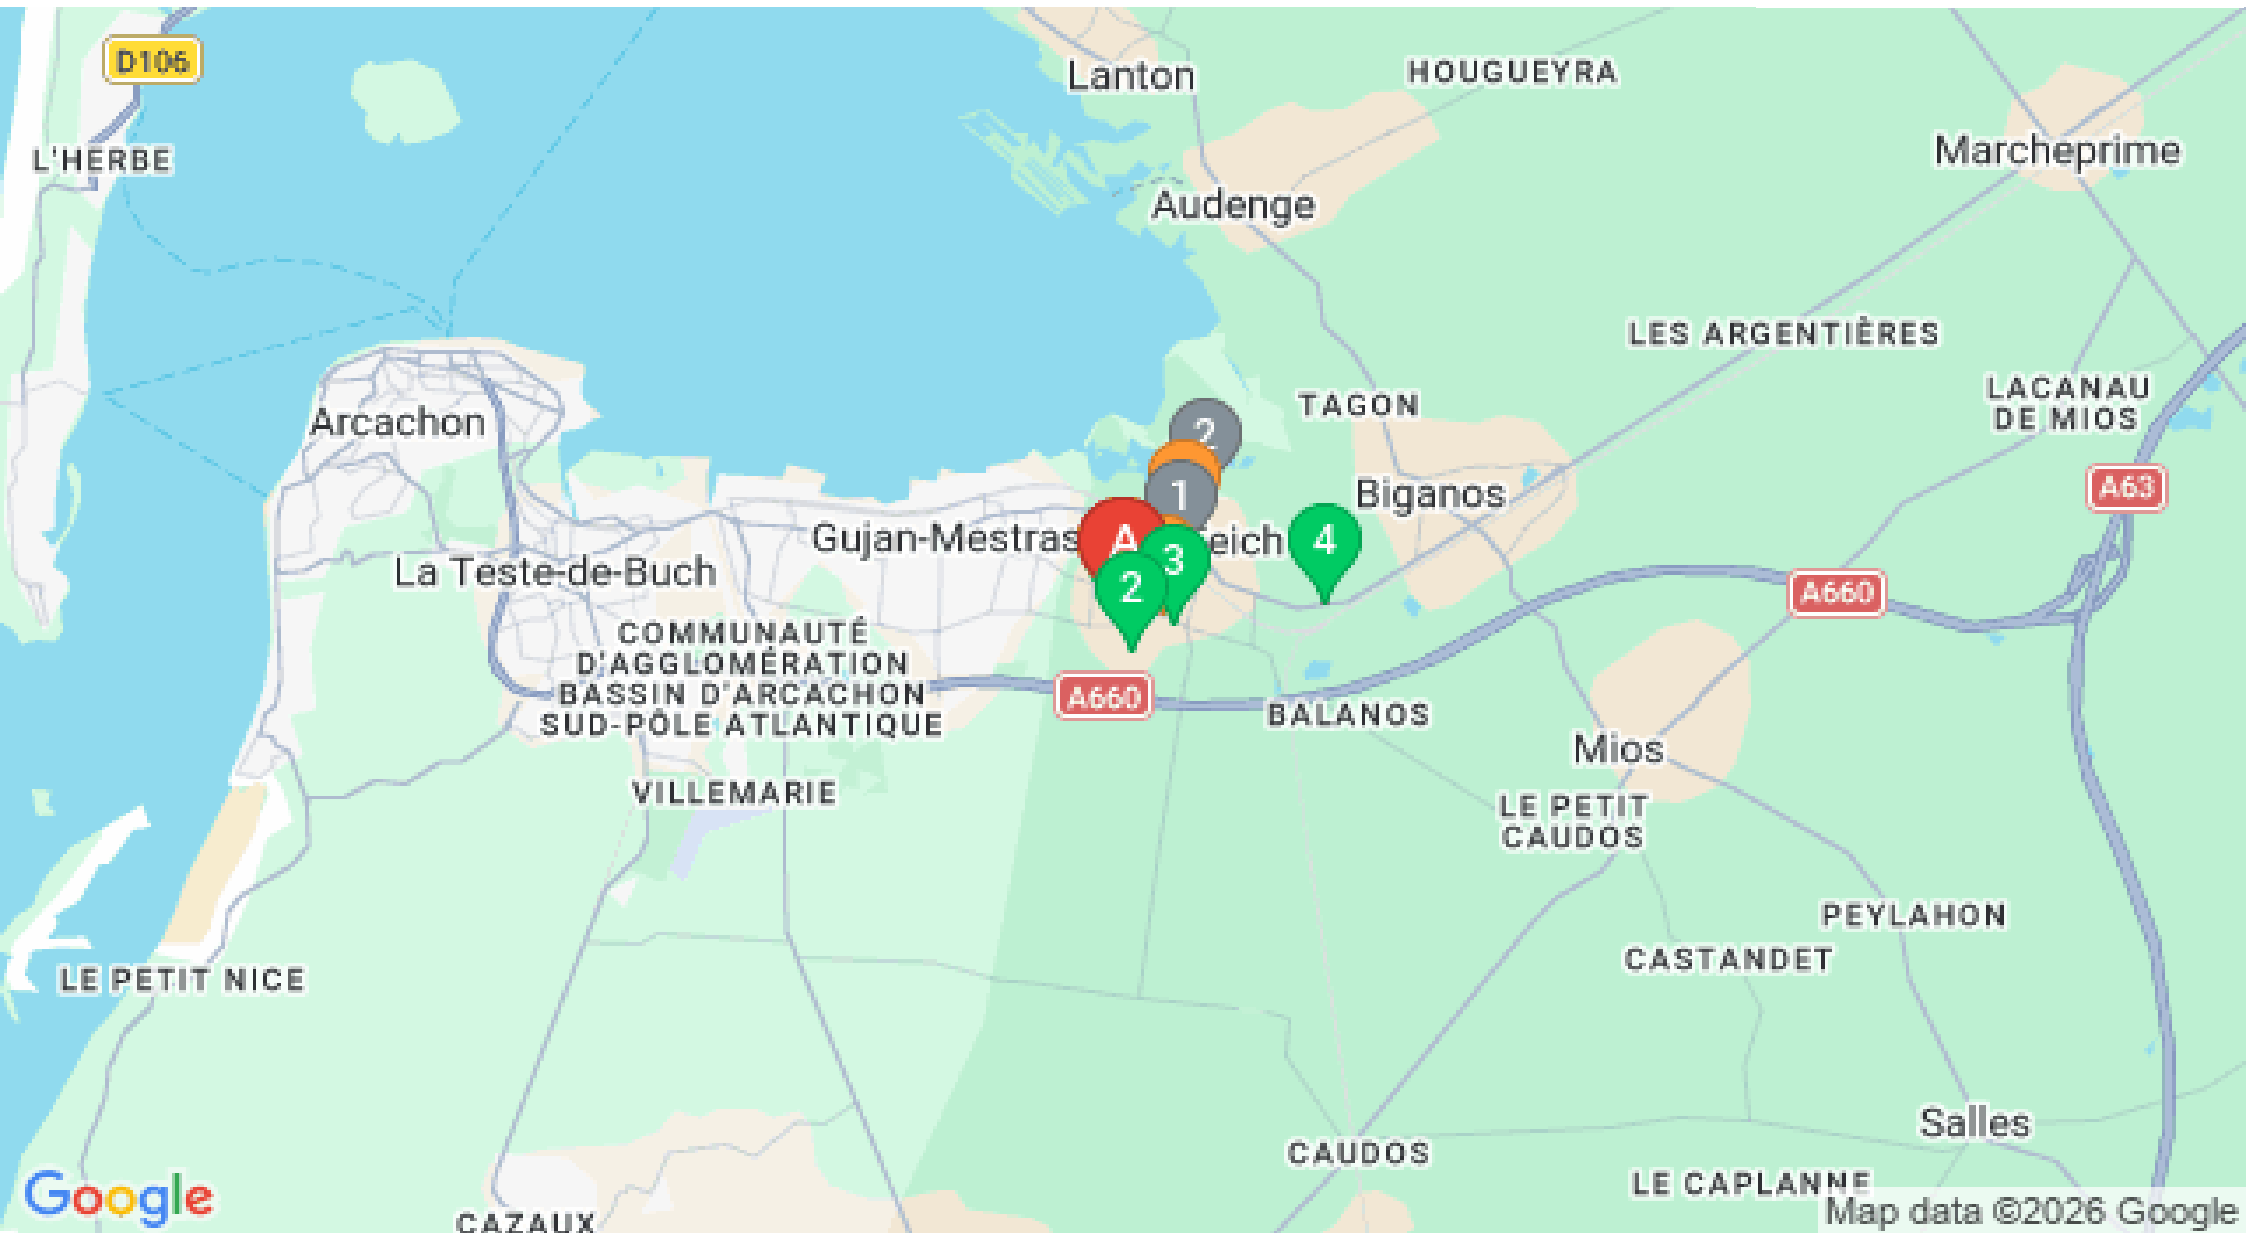 D106
Lanton
HOUGUEYRA
Marcheprime
L'HERBE
Audenge
LES ARGENTIÈRES
LACANAU
DE MIOS
TAGON
Arcachon
2
1
Biganos
A63
Gujan-Mestras
A
3
eich
4
La Teste-de-Buch
2
A660
COMMUNAUTÉ
D'AGGLOMÉRATION
BASSIN D'ARCACHON
SUD-PÔLE ATLANTIQUE
A660
BALANOS
Mios
VILLEMARIE
LE PETIT
CAUDOS
PEYLAHON
CASTANDET
LE PETIT NICE
Salles
CAUDOS
LE CAPLANNE
Google
CAZAUX
Map data ©2026 Google